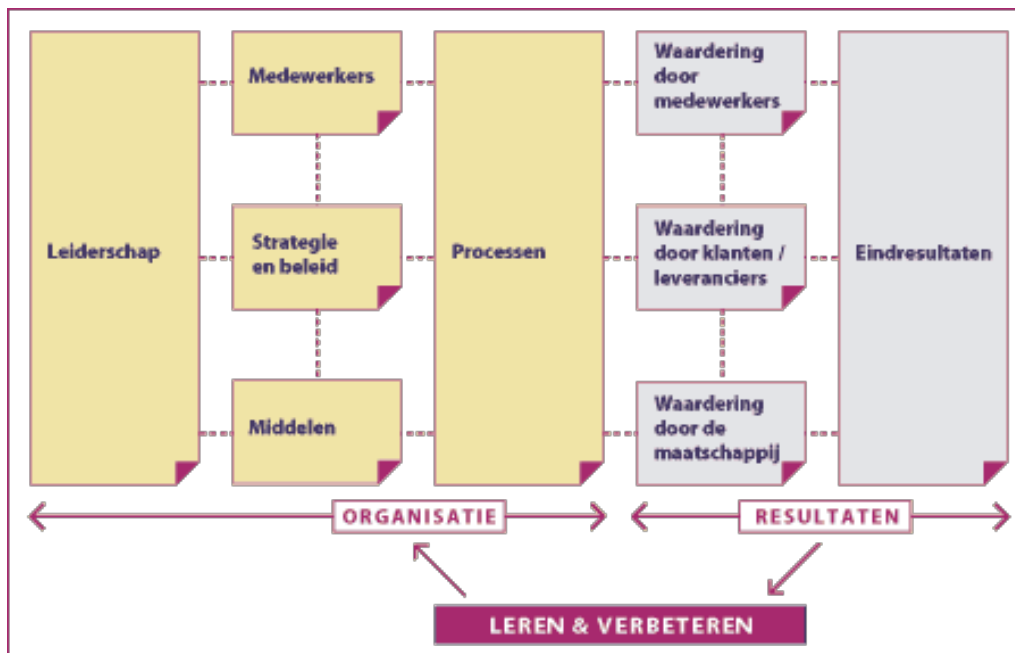 Leiderschap
Medewerkers
Strategie
en beleid
Middelen
Processen
Waardering
door
medewerkers
Waardering
door klanten /
leveranciers
Waardering
door de
maatschappij
Eindresultaten
ORGANISATIE
RESULTATEN
LEREN & VERBETEREN